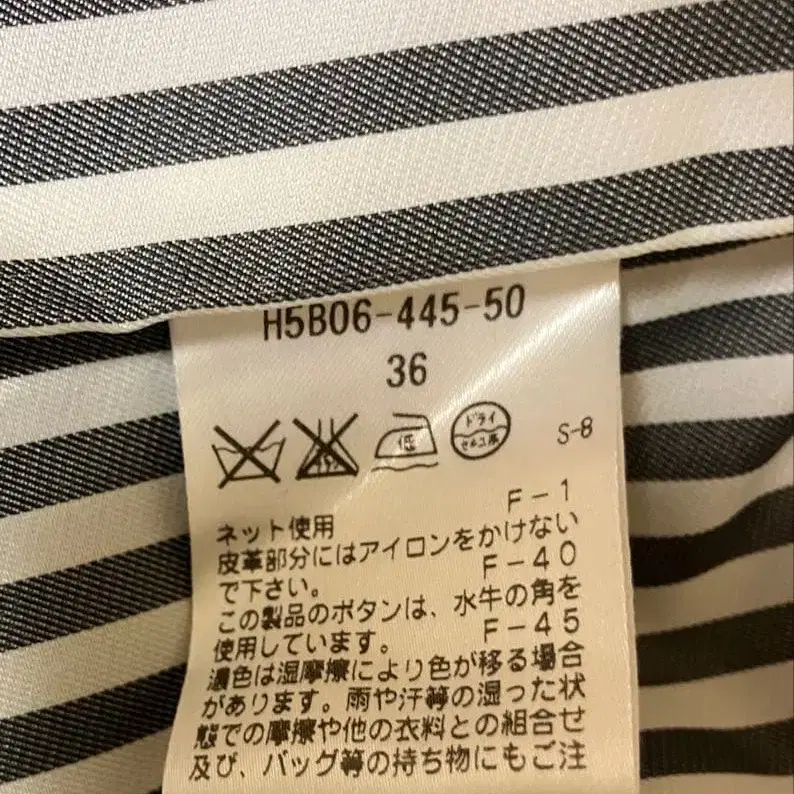 H5B06-445-50
36
低
ドライ
セキユ系
S-8
F-1
ネット使用
皮革部分にはアイロンをかけない
で下さい。
F-40
この製品のボタンは、水牛の角を
使用しています。
F-45
濃色は湿摩擦により色が移る場合
があります。雨や汗等の湿った状
態での摩擦や他の衣料との組合せ
及び、バッグ等の持ち物にもご注